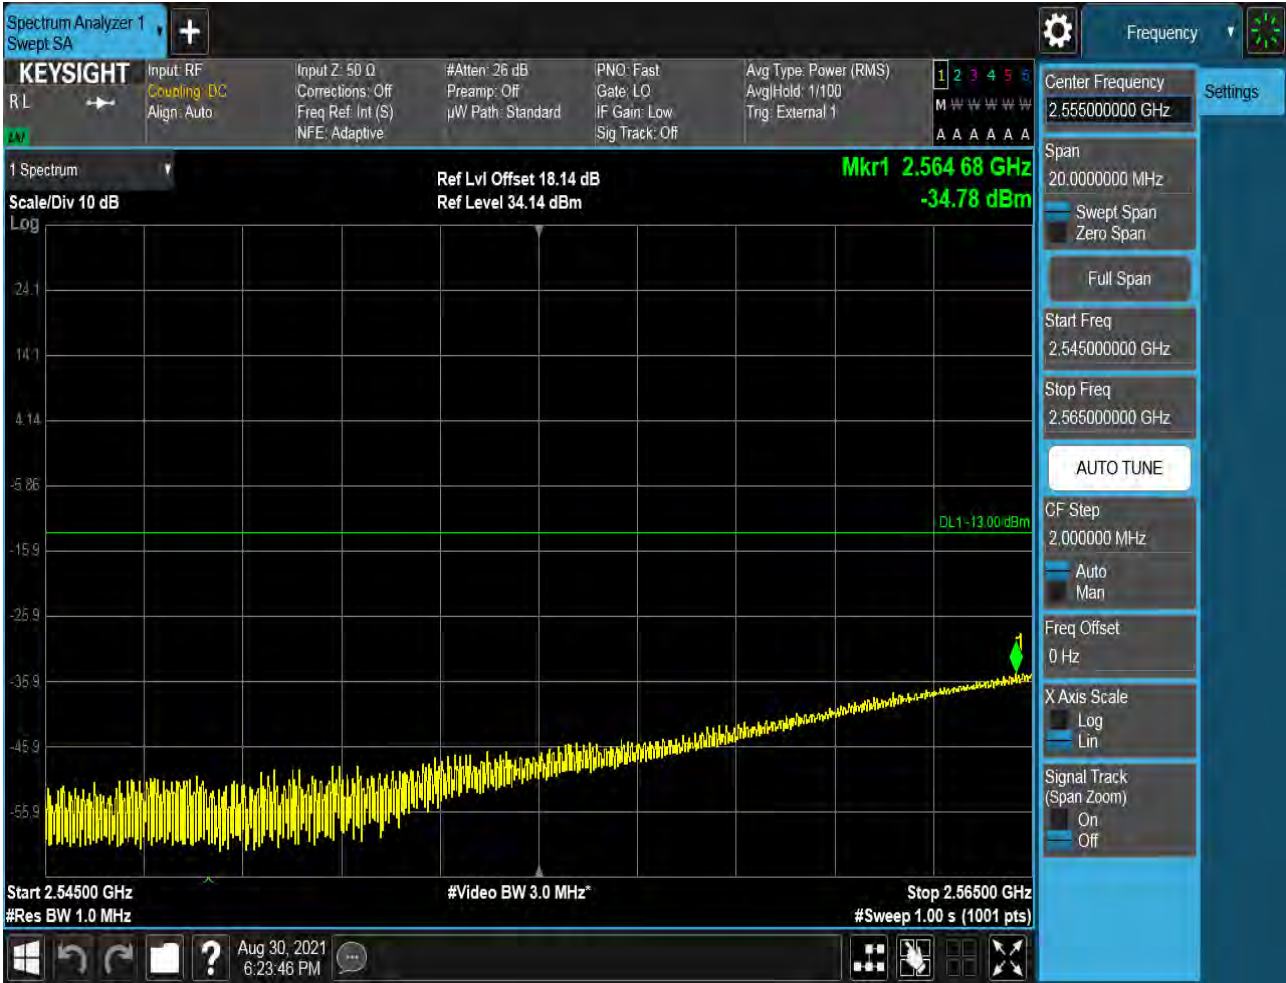 Spectrum Analyzer 1
Swept SA
+
Frequency
KEYSIGHT
R L
Input: RF
Coupling: DC
Align: Auto
Input Z: 50 Ω
Corrections: Off
Freq Ref: Int (S)
NFE: Adaptive
#Atten: 26 dB
Preamp: Off
µW Path: Standard
PNO: Fast
Gate: LO
IF Gain: Low
Sig Track: Off
Avg Type: Power (RMS)
Avg|Hold: 1/100
Trig: External 1
1 2 3 4 5 6
M W W W W W
A A A A A A
Center Frequency
2.555000000 GHz
Settings
Span
20.0000000 MHz
Swept Span
Zero Span
Full Span
Start Freq
2.545000000 GHz
Stop Freq
2.565000000 GHz
AUTO TUNE
CF Step
2.000000 MHz
Auto
Man
Freq Offset
0 Hz
X Axis Scale
Log
Lin
Signal Track
(Span Zoom)
On
Off
1 Spectrum
Scale/Div 10 dB
Log
Ref Lvl Offset 18.14 dB
Ref Level 34.14 dBm
Mkr1 2.564 68 GHz
-34.78 dBm
24.1
14.1
4.14
-5.86
DL1 -13.00 dBm
-15.9
-25.9
1
-35.9
-45.9
-55.9
Start 2.54500 GHz
#Video BW 3.0 MHz*
Stop 2.56500 GHz
#Res BW 1.0 MHz
#Sweep 1.00 s (1001 pts)
?
Aug 30, 2021
6:23:46 PM